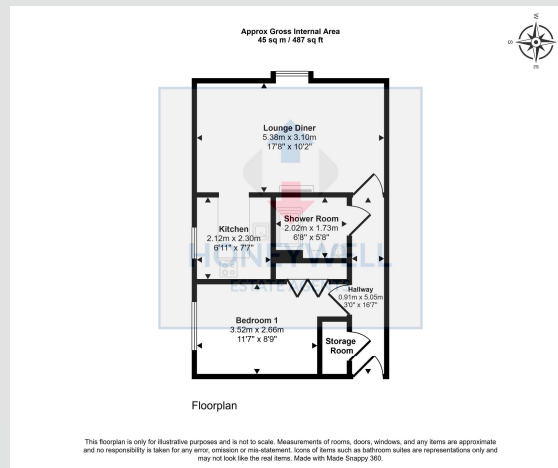 Approx Gross Internal Area
45 sq m / 487 sq ft
W
S
N
E
Lounge Diner
5.38m x 3.10m
17'8" x 10'2"
Kitchen
2.12m x 2.30m
6'11" x 7'7"
Shower Room
2.02m x 1.73m
6'8" x 5'8"
HONEYWELL
ESTATE AGENTS
Hallway
0.91m x 5.05m
3'0" x 16'7"
Bedroom 1
3.52m x 2.66m
11'7" x 8'9"
Storage
Room
Floorplan
This floorplan is only for illustrative purposes and is not to scale. Measurements of rooms, doors, windows, and any items are approximate
and no responsibility is taken for any error, omission or mis-statement. Icons of items such as bathroom suites are representations only and
may not look like the real items. Made with Made Snappy 360.